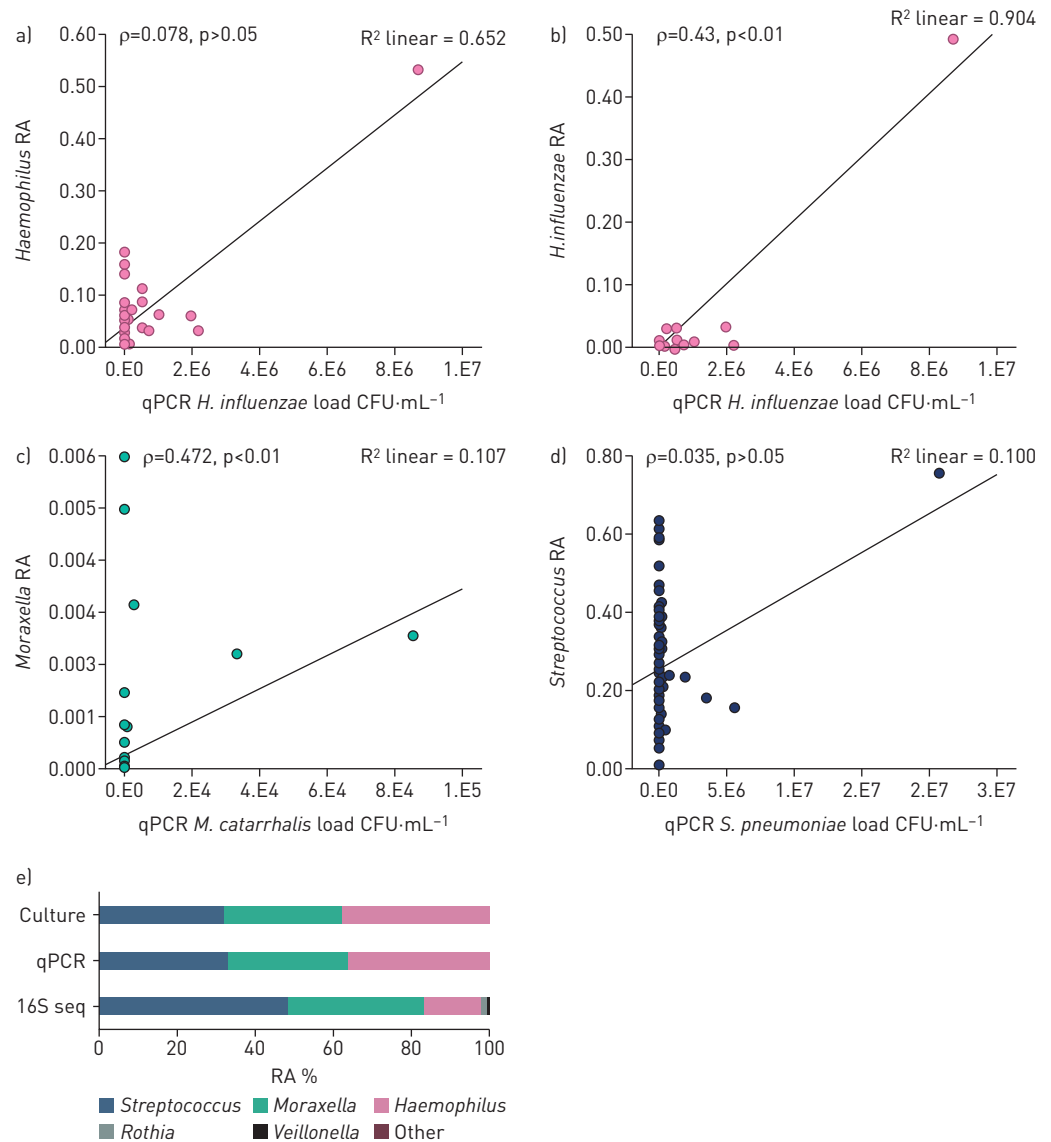 a)
ρ=0.078, p>0.05
R² linear = 0.652
Haemophilus RA
0.60
0.50
0.40
0.30
0.20
0.10
0.00
0.E0 2.E6 4.E6 6.E6 8.E6 1.E7
qPCR H. influenzae load CFU·mL⁻¹
b)
ρ=0.43, p<0.01
R² linear = 0.904
H.influenzae RA
0.50
0.40
0.30
0.20
0.10
0.00
0.E0 2.E6 4.E6 6.E6 8.E6 1.E7
qPCR H. influenzae load CFU·mL⁻¹
c)
ρ=0.472, p<0.01
R² linear = 0.107
Moraxella RA
0.006
0.005
0.004
0.004
0.003
0.001
0.000
0.E0 2.E4 4.E4 6.E4 8.E4 1.E5
qPCR M. catarrhalis load CFU·mL⁻¹
d)
ρ=0.035, p>0.05
R² linear = 0.100
Streptococcus RA
0.80
0.60
0.40
0.20
0.00
0.E0 5.E6 1.E7 2.E7 2.E7 3.E7
qPCR S. pneumoniae load CFU·mL⁻¹
e)
Culture
qPCR
16S seq
0 20 40 60 80 100
RA %
Streptococcus Moraxella Haemophilus
Rothia Veillonella Other